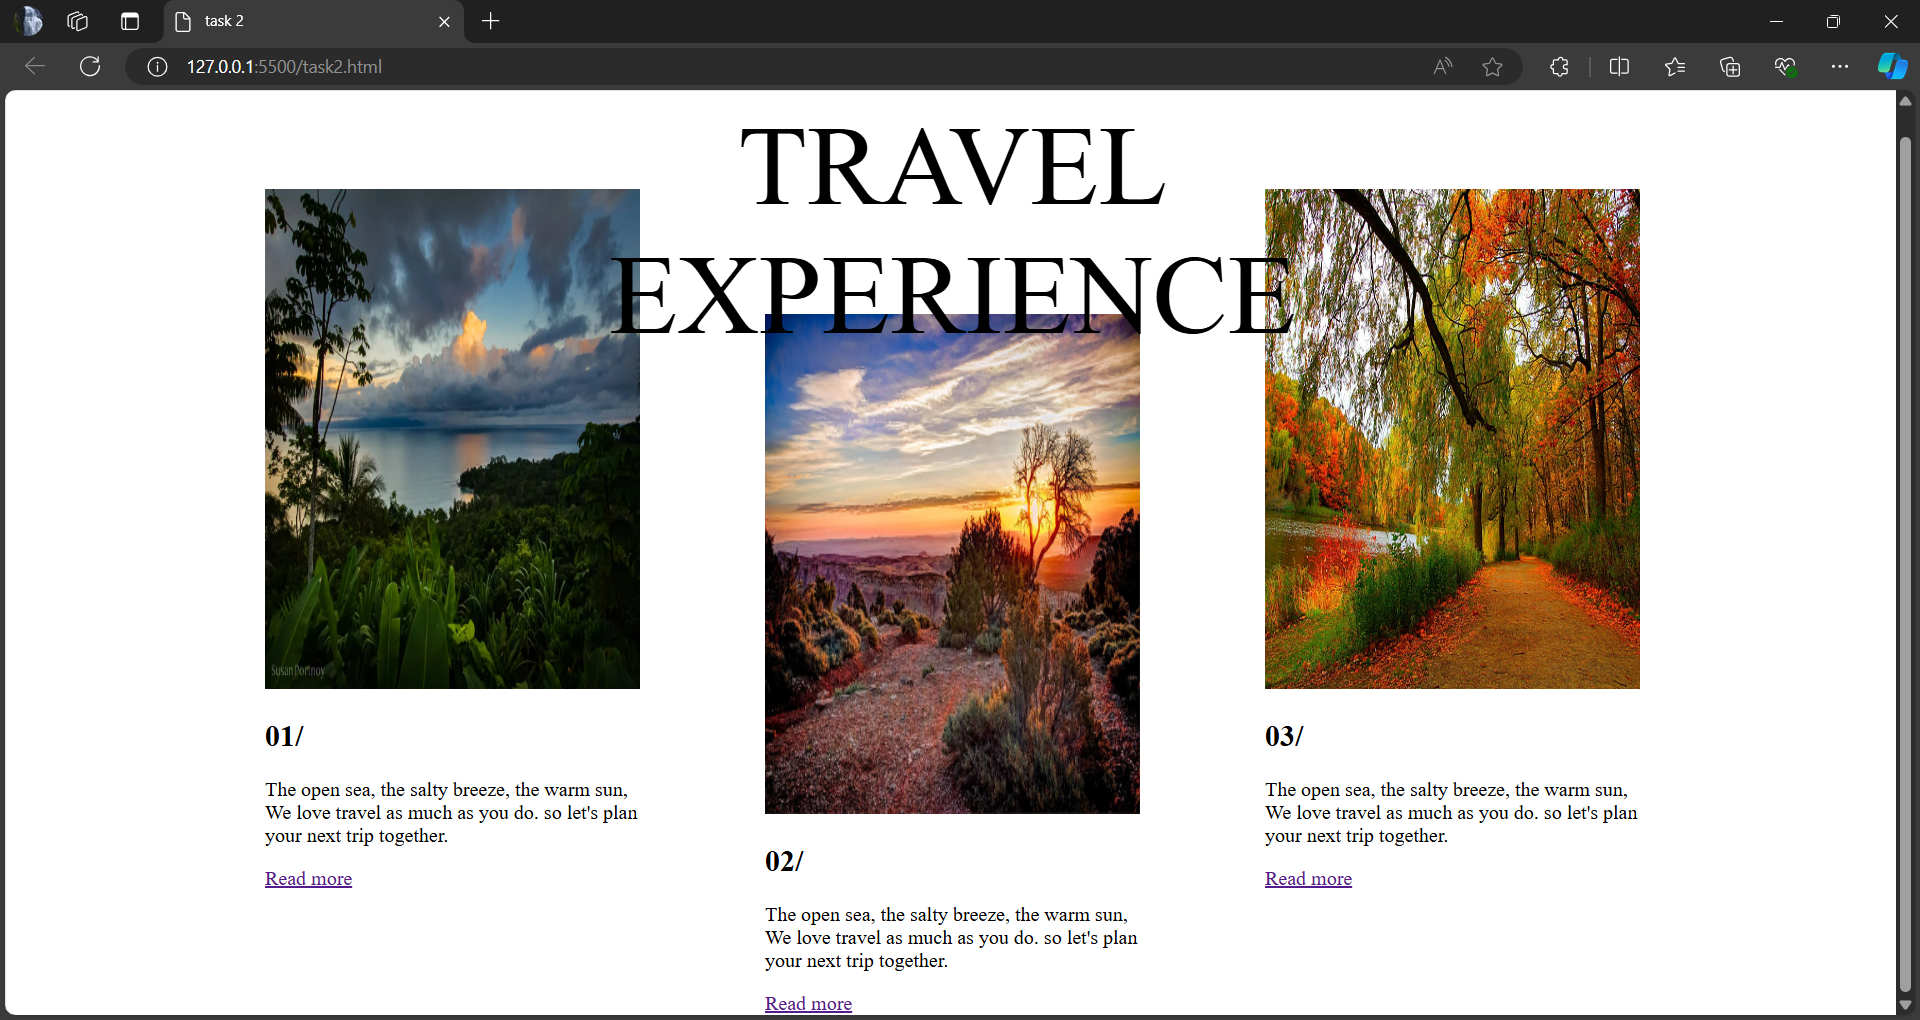 task 2
127.0.0.1:5500/task2.html
TRAVEL
EXPERIENCE
Susan Portnoy
01/
The open sea, the salty breeze, the warm sun,
We love travel as much as you do. so let's plan
your next trip together.
Read more
02/
The open sea, the salty breeze, the warm sun,
We love travel as much as you do. so let's plan
your next trip together.
Read more
03/
The open sea, the salty breeze, the warm sun,
We love travel as much as you do. so let's plan
your next trip together.
Read more